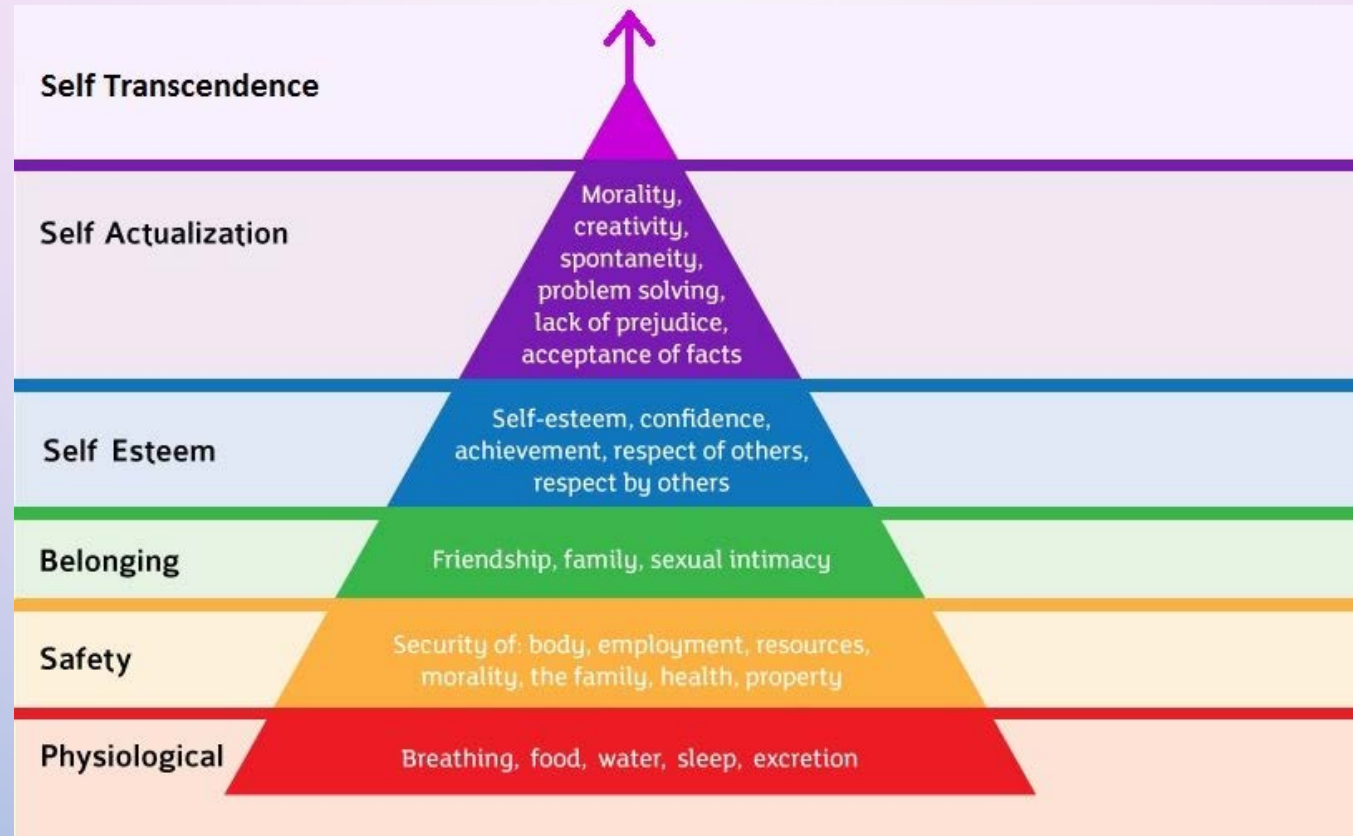 Self Transcendence
Self Actualization
Morality,
creativity,
spontaneity,
problem solving,
lack of prejudice,
acceptance of facts
Self Esteem
Self-esteem, confidence,
achievement, respect of others,
respect by others
Belonging
Friendship, family, sexual intimacy
Safety
Security of: body, employment, resources,
morality, the family, health, property
Physiological
Breathing, food, water, sleep, excretion